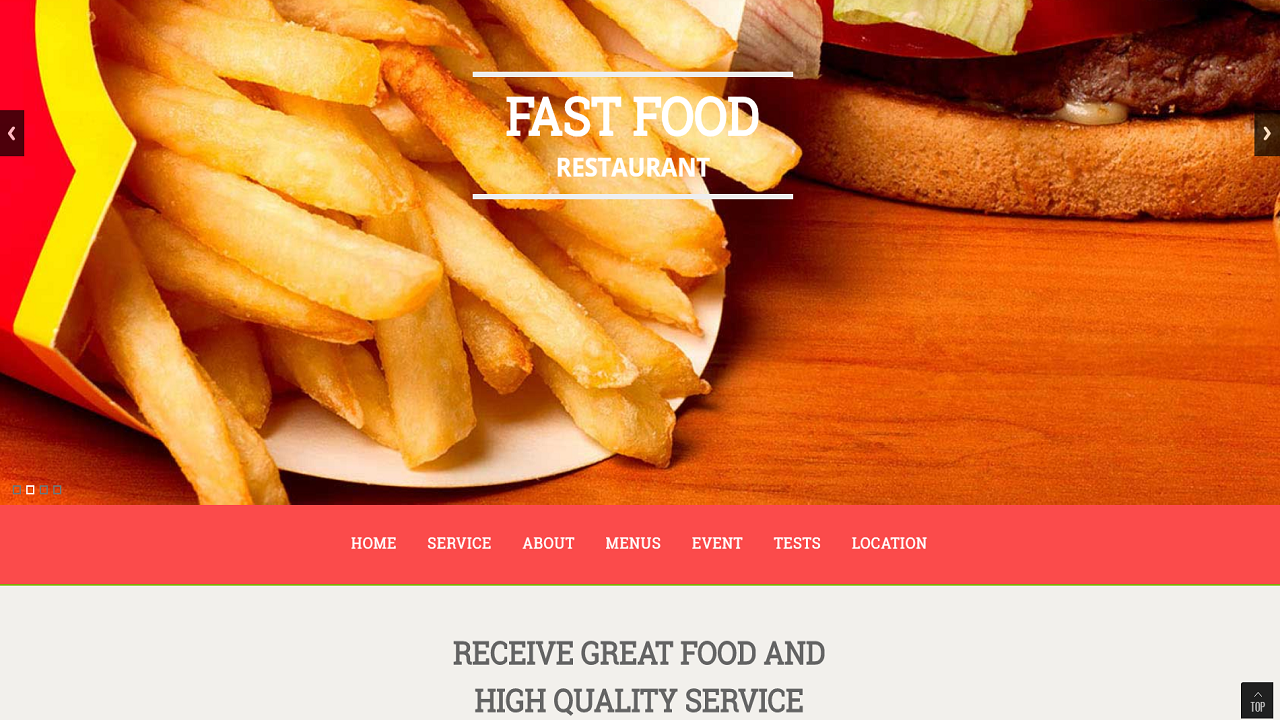 FAST FOOD
RESTAURANT
HOME SERVICE ABOUT MENUS EVENT TESTS LOCATION
RECEIVE GREAT FOOD AND
HIGH QUALITY SERVICE
TOP